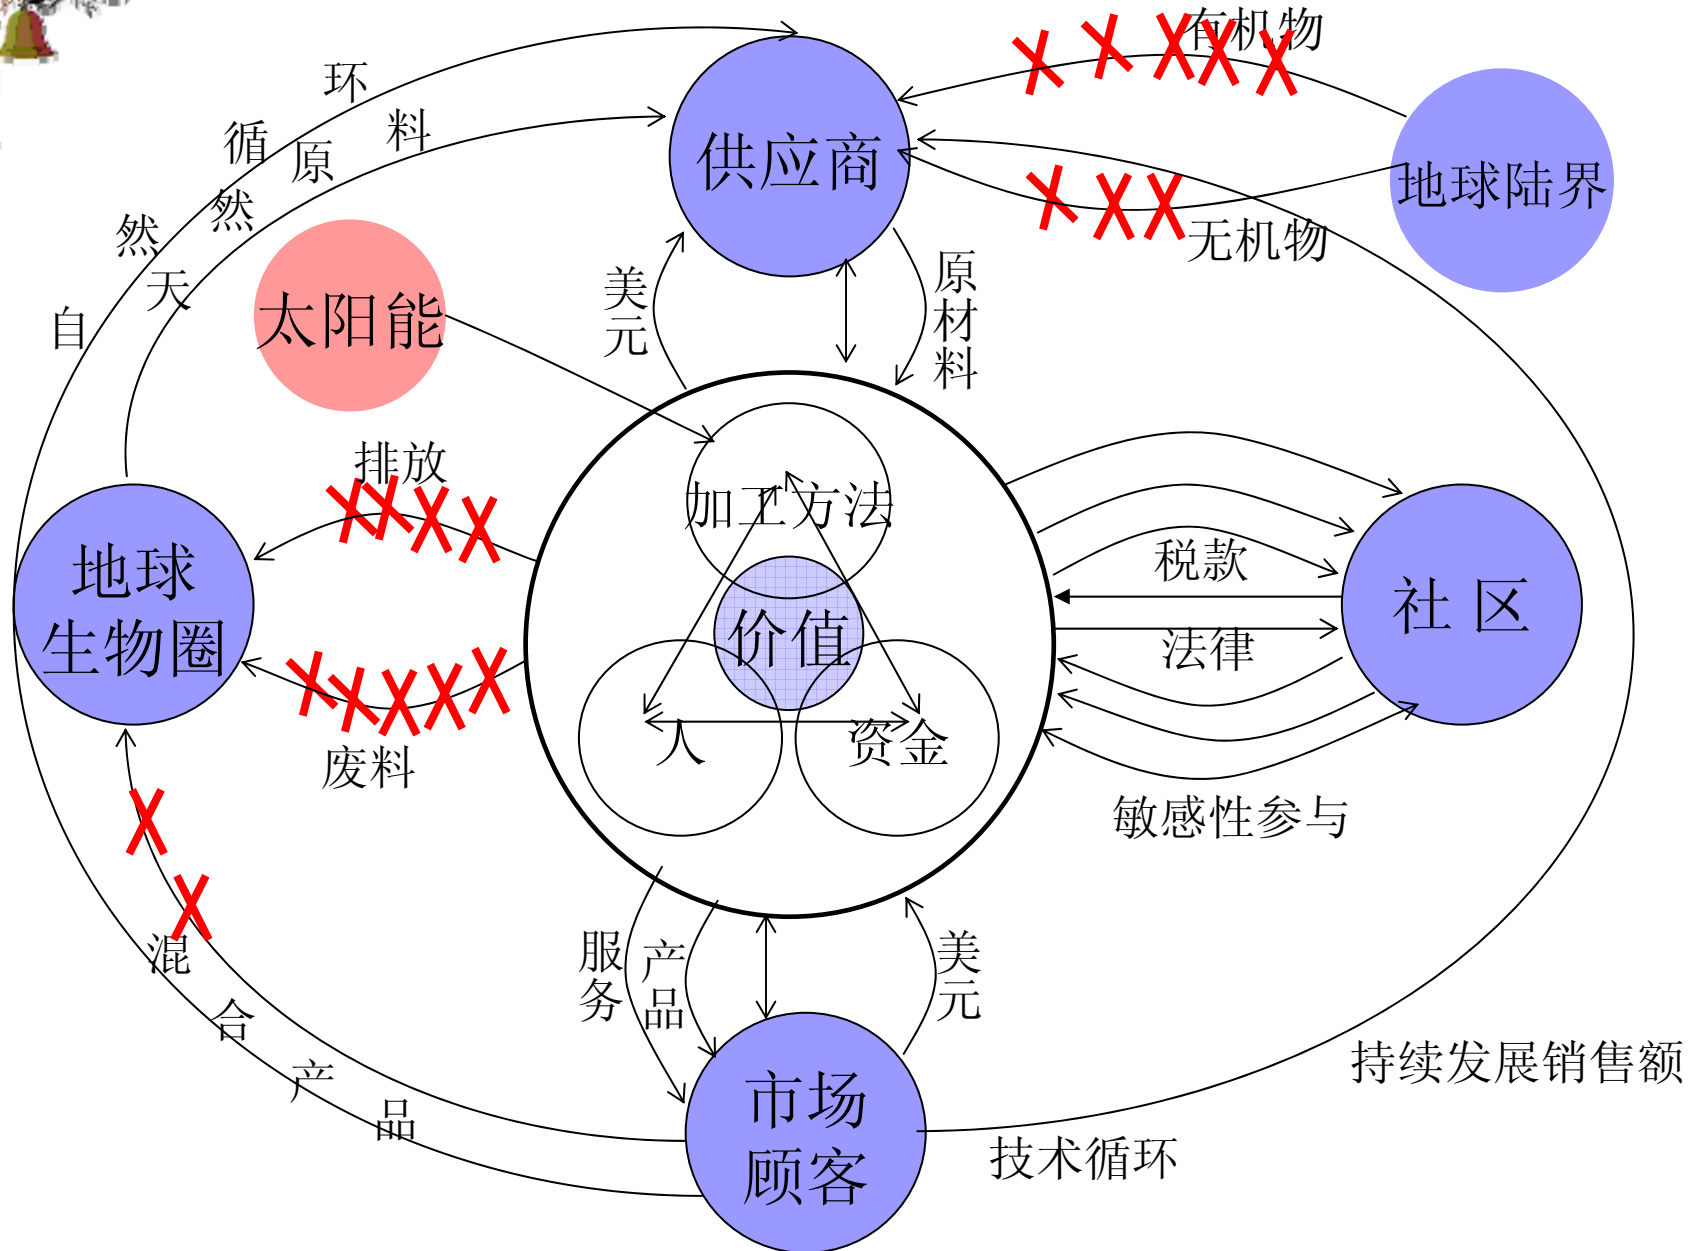 有机物
自然循环
天然原料
供应商
地球陆界
无机物
太阳能
美元
原材料
排放
加工方法
税款
地球
生物圈
价值
社区
法律
人
资金
废料
敏感性参与
混合产品
服务
产品
美元
持续发展销售额
市场
顾客
技术循环